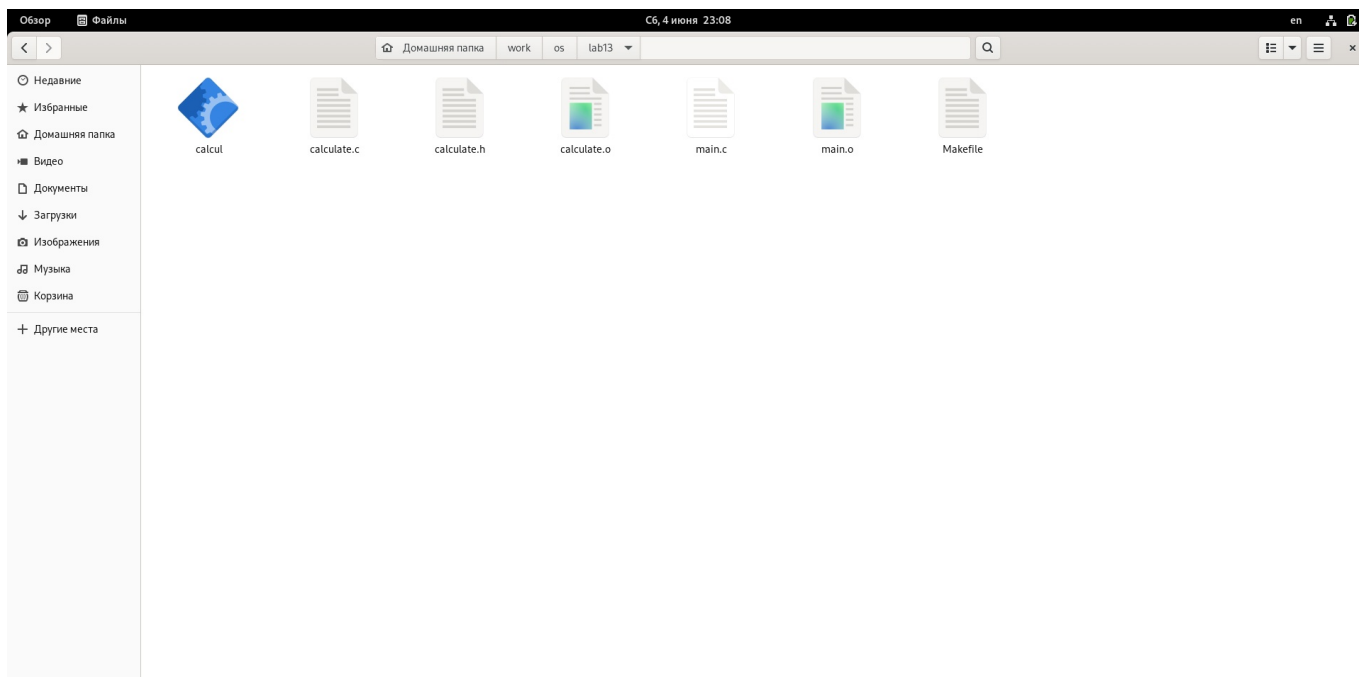 Обзор Файлы Сб, 4 июня 23:08 en
Домашняя папка work os lab13
Недавние
Избранные
Домашняя папка
Видео
Документы
Загрузки
Изображения
Музыка
Корзина
Другие места
calcul calculate.c calculate.h calculate.o main.c main.o Makefile